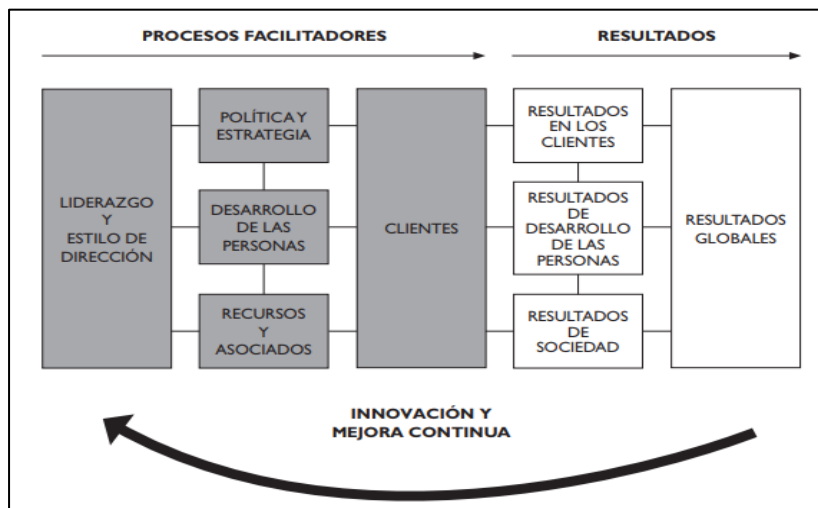 PROCESOS FACILITADORES
RESULTADOS
LIDERAZGO
Y
ESTILO DE
DIRECCIÓN
POLÍTICA Y
ESTRATEGIA
DESARROLLO
DE LAS
PERSONAS
RECURSOS
Y
ASOCIADOS
CLIENTES
RESULTADOS
EN LOS
CLIENTES
RESULTADOS
DE
DESARROLLO
DE LAS
PERSONAS
RESULTADOS
DE
SOCIEDAD
RESULTADOS
GLOBALES
INNOVACIÓN Y
MEJORA CONTINUA